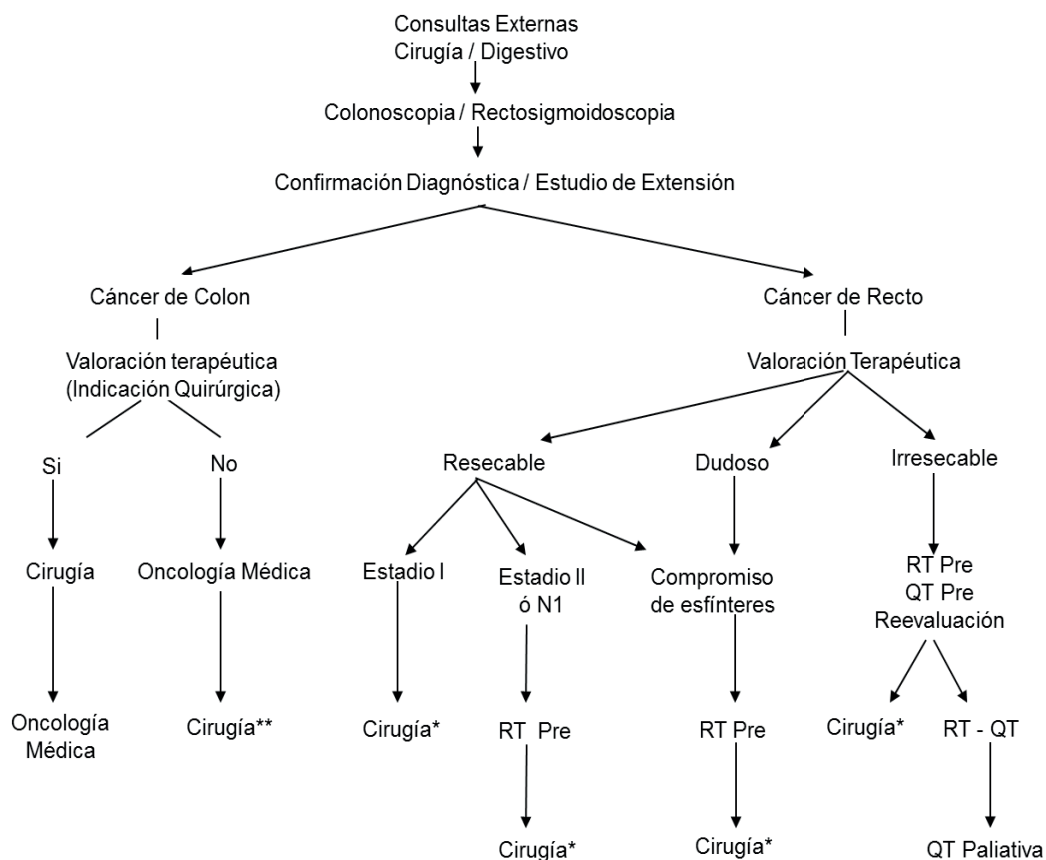 Consultas Externas
Cirugía / Digestivo
Colonoscopia / Rectosigmoidoscopia
Confirmación Diagnóstica / Estudio de Extensión
Cáncer de Colon
Cáncer de Recto
Valoración terapéutica
(Indicación Quirúrgica)
Valoración Terapéutica
Si
No
Resecable
Dudoso
Irresecable
Cirugía
Oncología Médica
Estadio I
Estadio II
ó N1
Compromiso
de esfínteres
RT Pre
QT Pre
Reevaluación
Oncología
Médica
Cirugía**
Cirugía*
RT Pre
RT Pre
Cirugía*
RT - QT
Cirugía*
Cirugía*
QT Paliativa